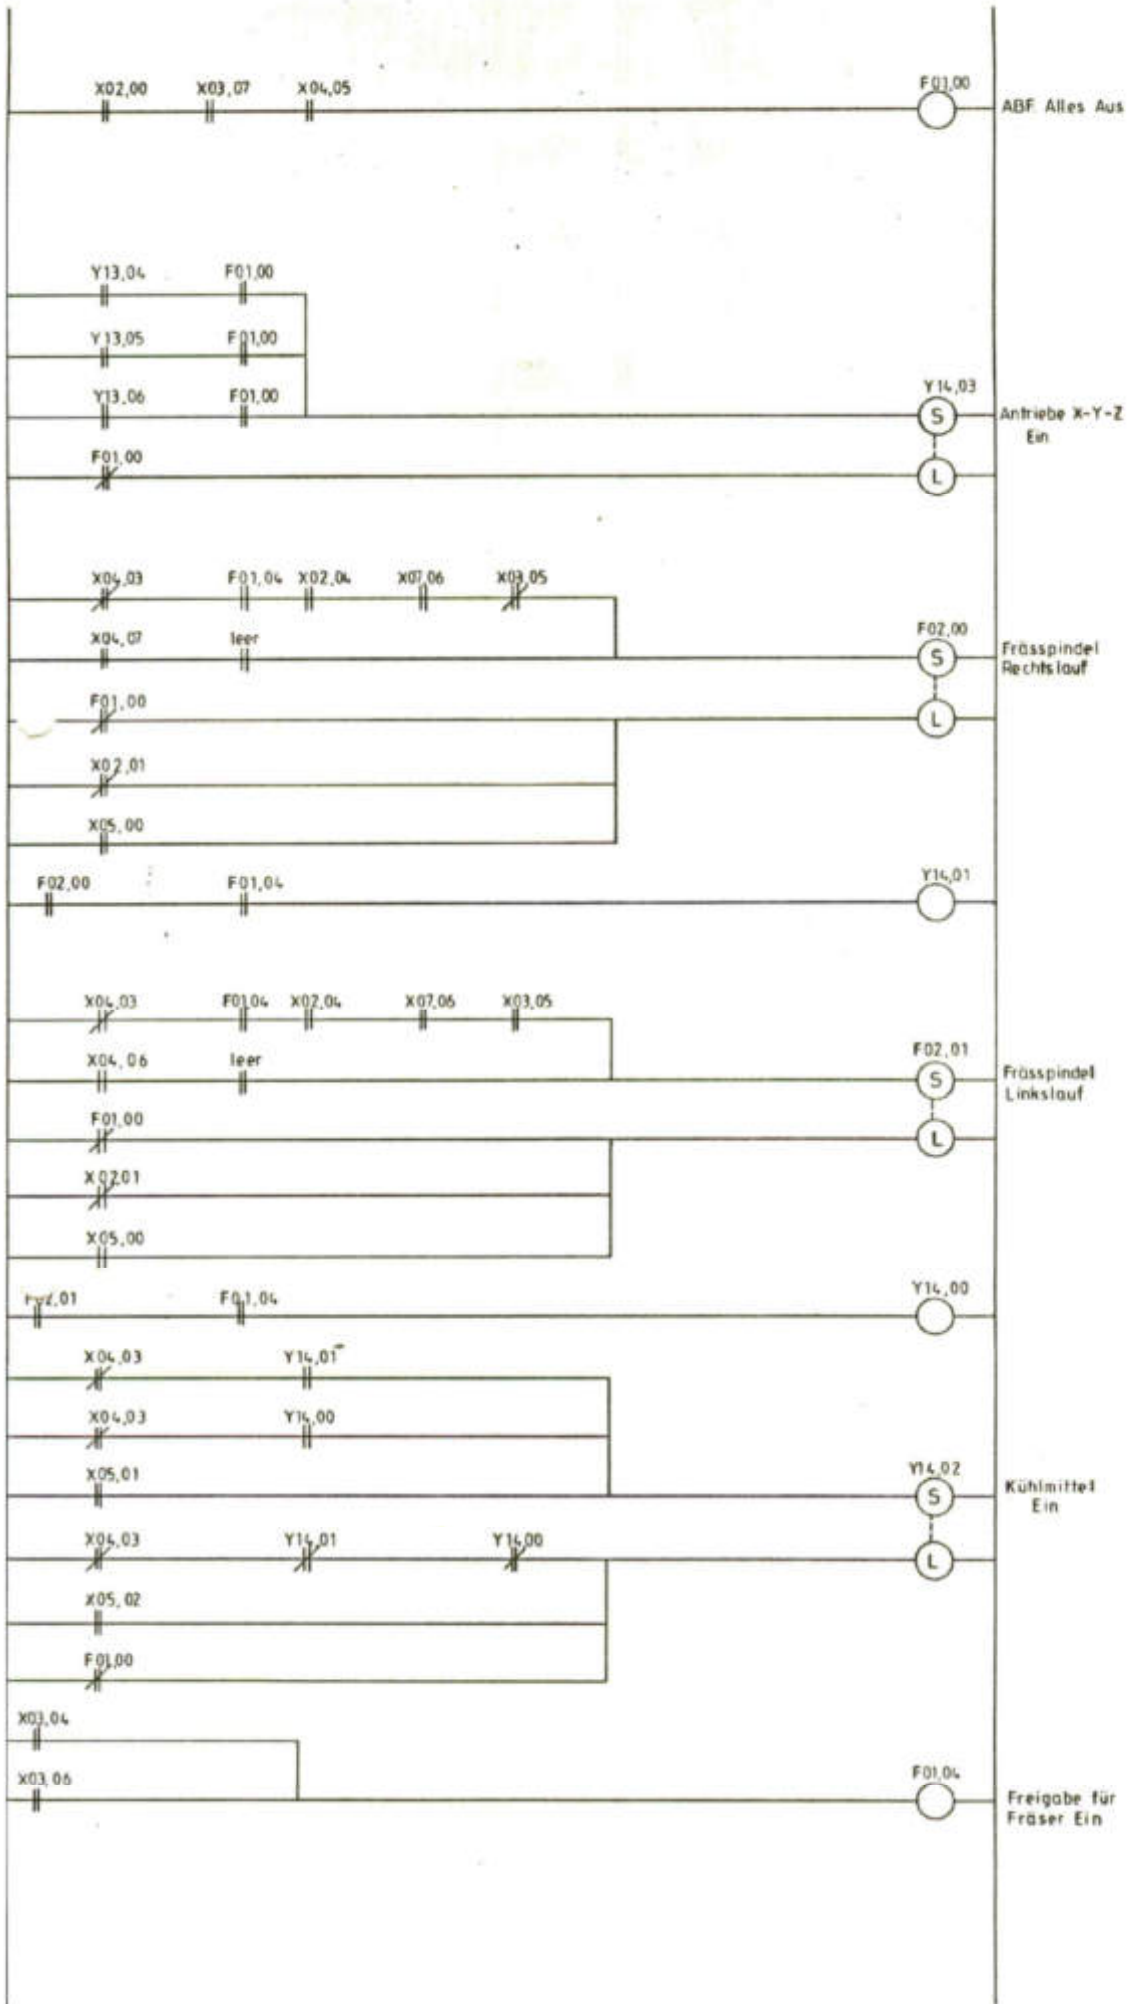 X02,00 X03,07 X04,05 F01,00
ABF. Alles Aus
Y13,04 F01,00
Y13,05 F01,00
Y13,06 F01,00 Y14,03
S Antriebe X-Y-Z
Ein
F01,00
L
X04,03 F01,04 X02,04 X07,06 X03,05
X04,07 leer F02,00
S Frässpindel
Rechtslauf
F01,00
L
X02,01
X05,00
F02,00 F01,04 Y14,01
X04,03 F01,04 X02,04 X07,06 X03,05
X04,06 leer F02,01
S Frässpindel
Linkslauf
F01,00
L
X02,01
X05,00
F02,01 F01,04 Y14,00
X04,03 Y14,01
X04,03 Y14,00
X05,01 Y14,02
S Kühlmittel
Ein
X04,03 Y14,01 Y14,00
L
X05,02
F01,00
X03,04
X03,06 F01,04
Freigabe für
Fräser Ein